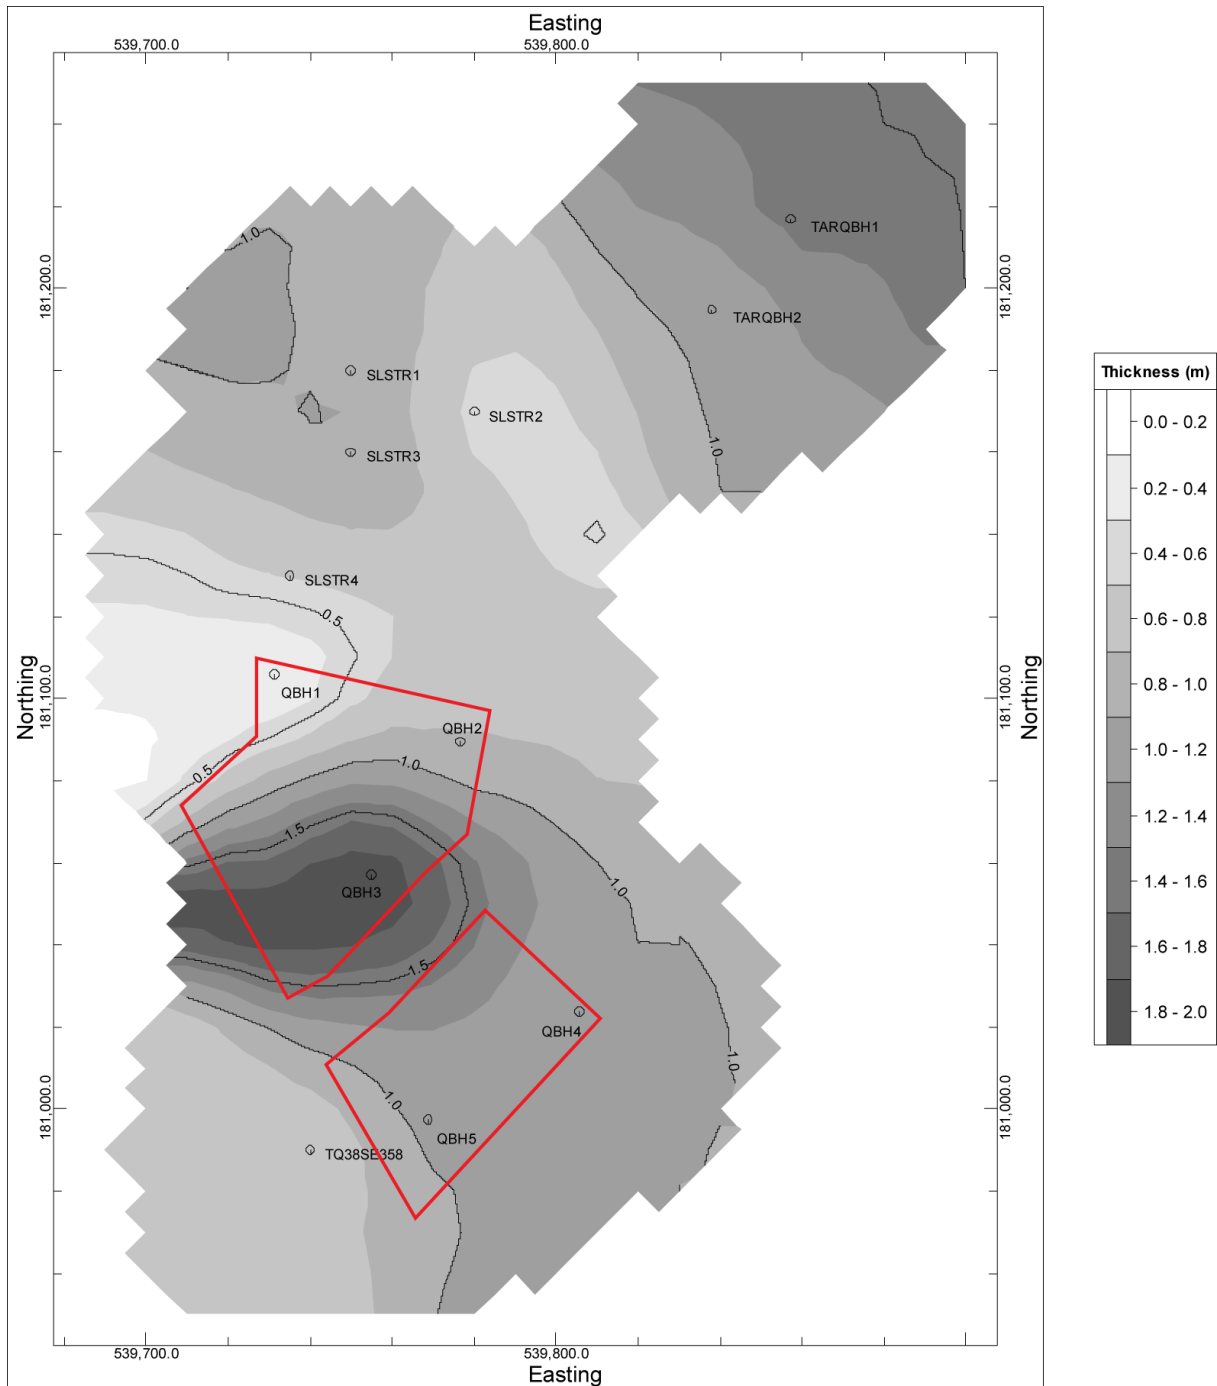 Easting
539,700.0 539,800.0
1.0
TARQBH1
181,200.0 181,200.0
TARQBH2
SLSTR1
Thickness (m)
SLSTR2
0.0 - 0.2
1.0
SLSTR3
0.2 - 0.4
0.4 - 0.6
SLSTR4
0.5
0.6 - 0.8
Northing 181,100.0 QBH1 181,100.0 Northing
0.8 - 1.0
QBH2
1.0
0.5
1.0 - 1.2
1.5
1.2 - 1.4
QBH3
1.0
1.4 - 1.6
1.5
1.6 - 1.8
1.8 - 2.0
QBH4
1.0
181,000.0 1.0 181,000.0
QBH5
TQ38SE358
539,700.0 539,800.0
Easting